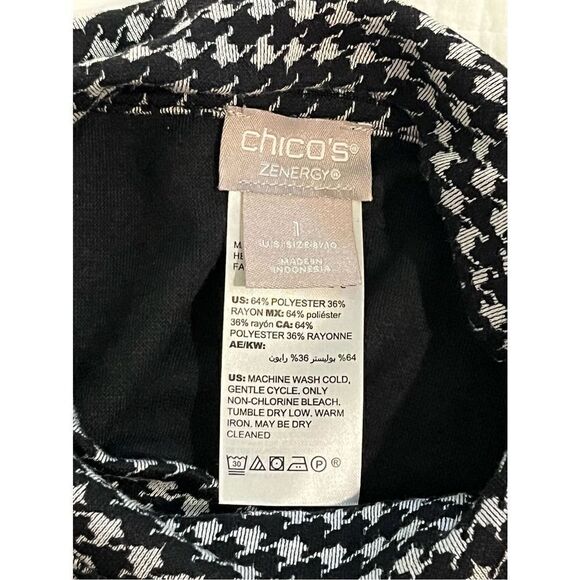 chico's®
ZENERGY®
1
U.S. SIZE 8/10
MADE IN
INDONESIA
US: 64% POLYESTER 36%
RAYON MX: 64% poliéster
36% rayón CA: 64%
POLYESTER 36% RAYONNE
AE/KW:
64% بوليستر 36% رايون
US: MACHINE WASH COLD,
GENTLE CYCLE, ONLY
NON-CHLORINE BLEACH,
TUMBLE DRY LOW, WARM
IRON, MAY BE DRY
CLEANED
30 P ®